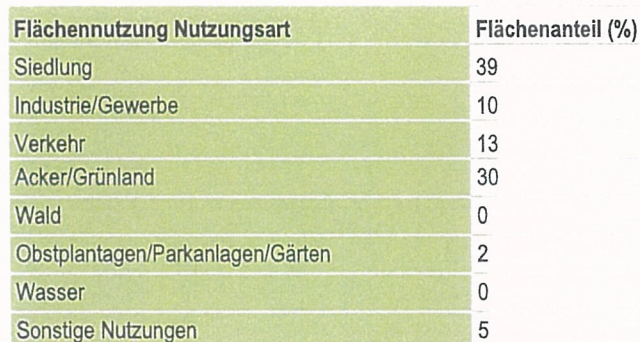 Flächennutzung Nutzungsart Flächenanteil (%)
Siedlung 39
Industrie/Gewerbe 10
Verkehr 13
Acker/Grünland 30
Wald 0
Obstplantagen/Parkanlagen/Gärten 2
Wasser 0
Sonstige Nutzungen 5